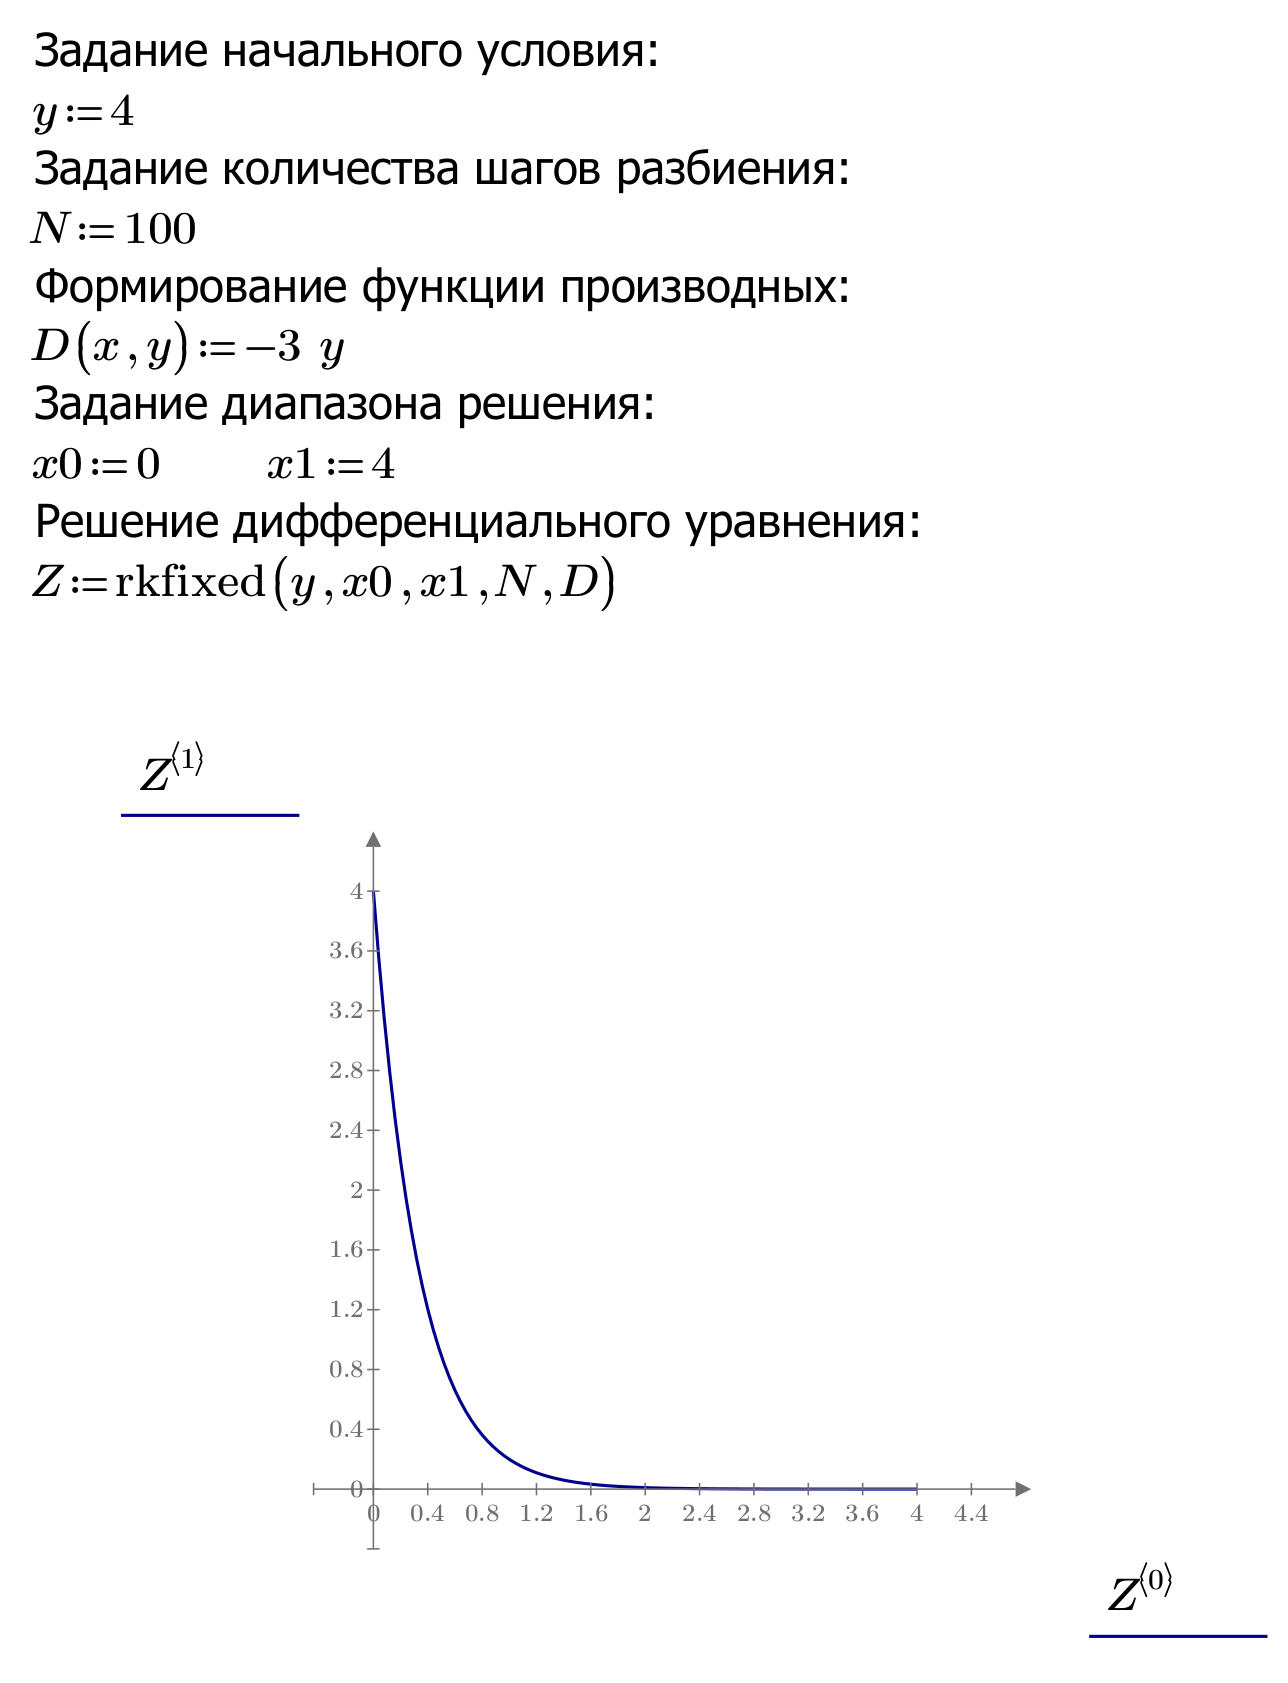 Задание начального условия:
y:=4
Задание количества шагов разбиения:
N:=100
Формирование функции производных:
D(x,y):=-3 y
Задание диапазона решения:
x0:=0 x1:=4
Решение дифференциального уравнения:
Z:=rkfixed(y,x0,x1,N,D)
Z⟨1⟩
4
3.6
3.2
2.8
2.4
2
1.6
1.2
0.8
0.4
0
0 0.4 0.8 1.2 1.6 2 2.4 2.8 3.2 3.6 4 4.4
Z⟨0⟩